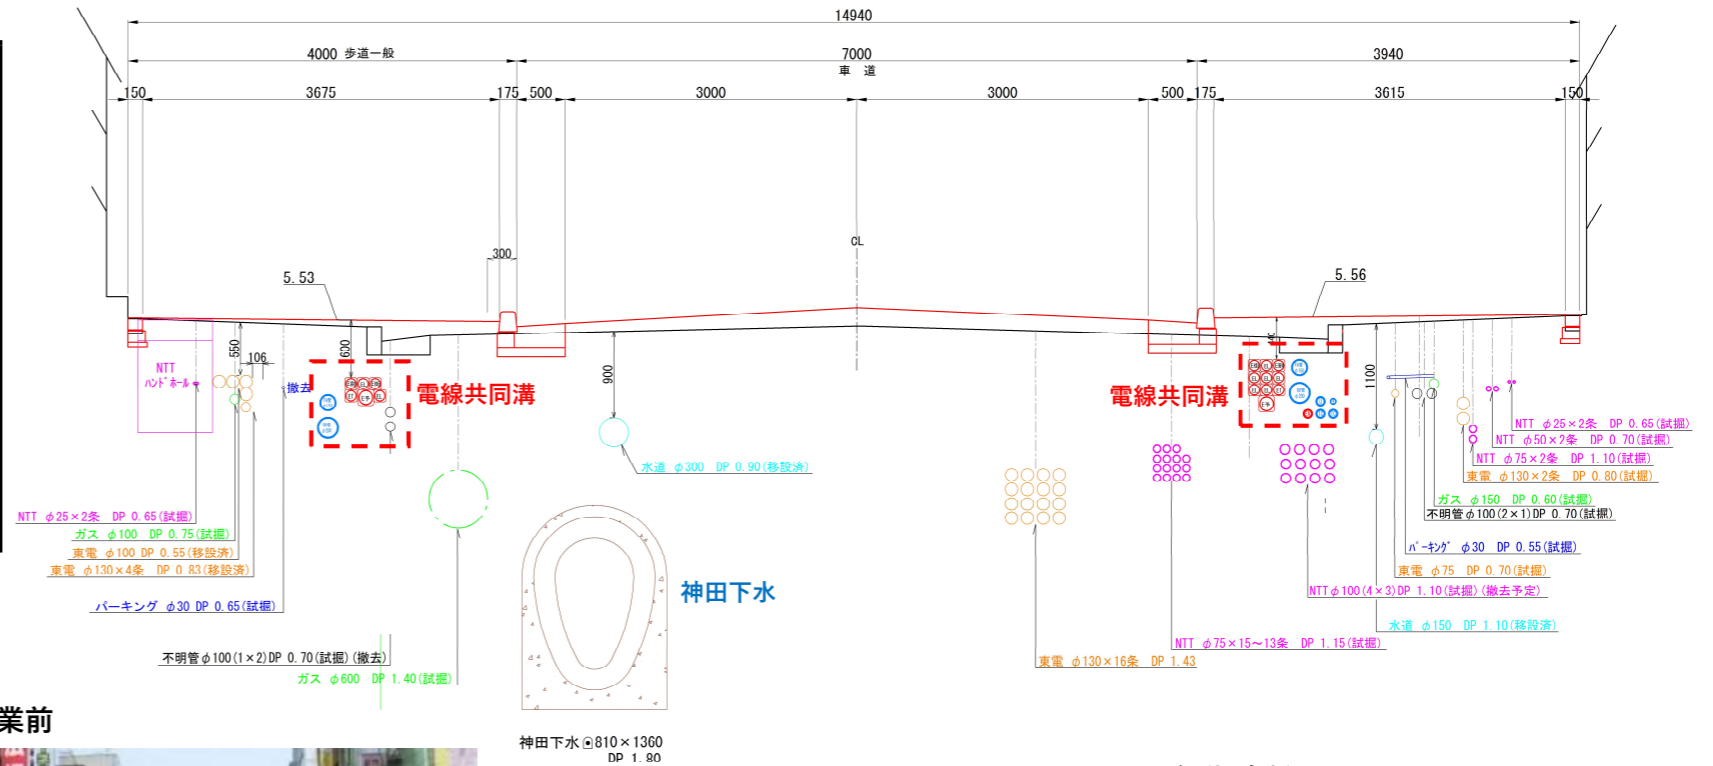 14940
4000 歩道一般
7000
車 道
3940
150
3675
175
500
3000
3000
500
175
3615
150
CL
300
5.53
5.56
NTT
ハンドホール
550
106
撤去
600
電線共同溝
900
電線共同溝
1100
水道 φ300 DP 0.90(移設済)
NTT φ25×2条 DP 0.65(試掘)
NTT φ50×2条 DP 0.70(試掘)
NTT φ75×2条 DP 1.10(試掘)
東電 φ130×2条 DP 0.80(試掘)
ガス φ150 DP 0.60(試掘)
不明管φ100(2×1)DP 0.70(試掘)
パーキング φ30 DP 0.55(試掘)
東電 φ75 DP 0.70(試掘)
NTTφ100(4×3)DP 1.10(試掘)(撤去予定)
水道 φ150 DP 1.10(移設済)
NTT φ75×15～13条 DP 1.15(試掘)
東電 φ130×16条 DP 1.43
NTT φ25×2条 DP 0.65(試掘)
ガス φ100 DP 0.75(試掘)
東電 φ100 DP 0.55(移設済)
東電 φ130×4条 DP 0.83(移設済)
パーキング φ30 DP 0.65(試掘)
不明管φ100(1×2)DP 0.70(試掘)(撤去)
ガス φ600 DP 1.40(試掘)
神田下水
神田下水 810×1360
DP 1.80
業前